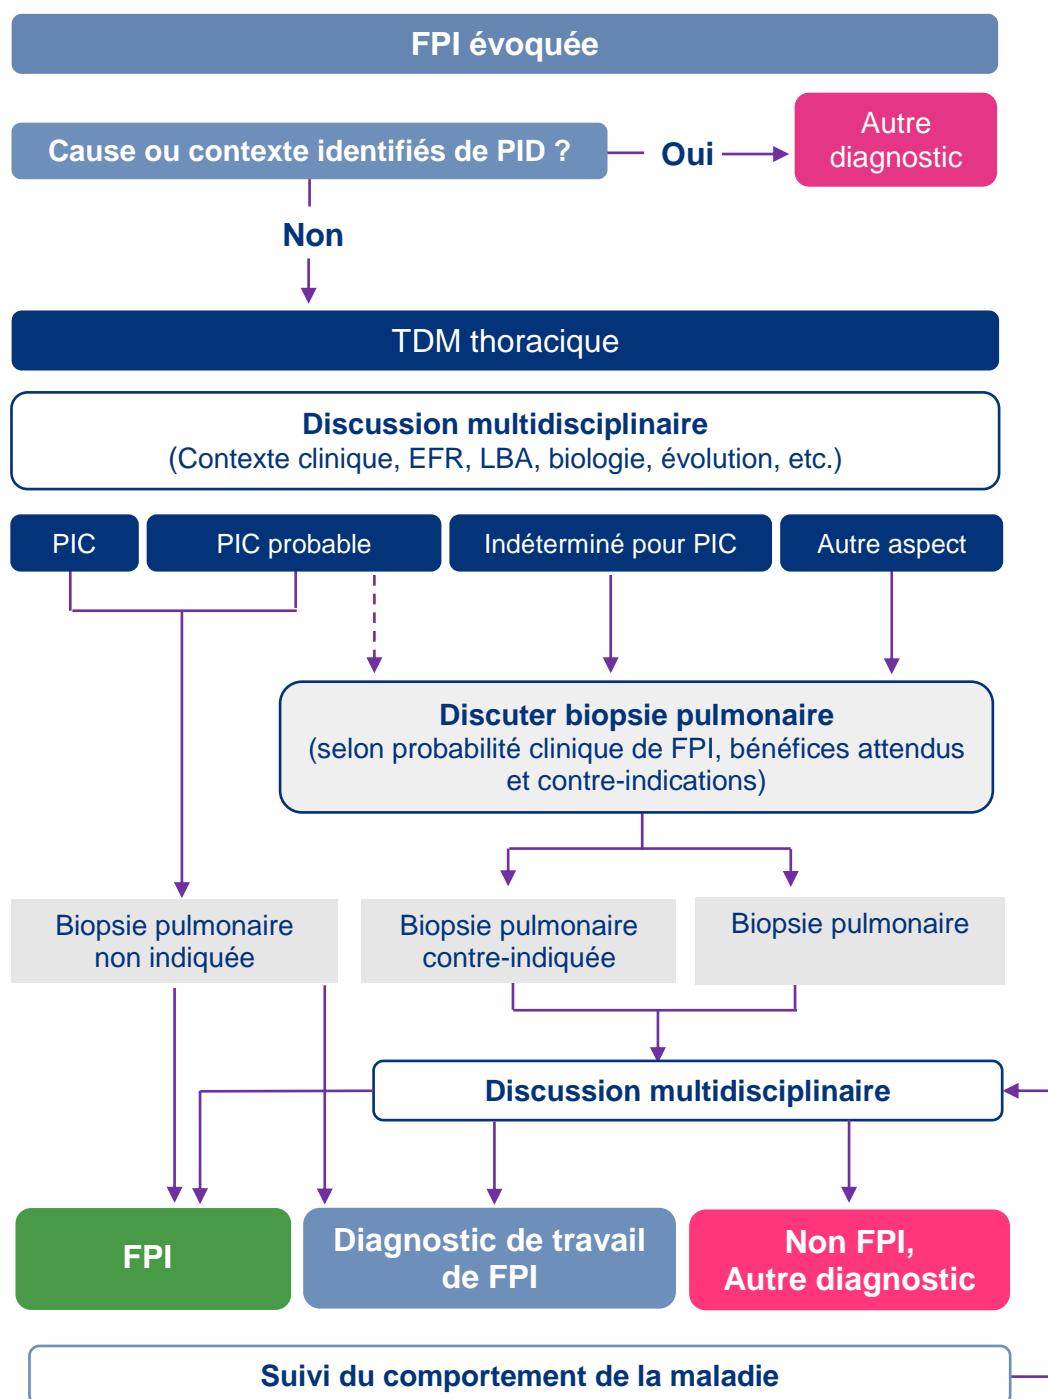 FPI évoquée
Cause ou contexte identifiés de PID ?
Oui
Autre
diagnostic
Non
TDM thoracique
Discussion multidisciplinaire
(Contexte clinique, EFR, LBA, biologie, évolution, etc.)
PIC
PIC probable
Indéterminé pour PIC
Autre aspect
Discuter biopsie pulmonaire
(selon probabilité clinique de FPI, bénéfices attendus
et contre-indications)
Biopsie pulmonaire
non indiquée
Biopsie pulmonaire
contre-indiquée
Biopsie pulmonaire
Discussion multidisciplinaire
FPI
Diagnostic de travail
de FPI
Non FPI,
Autre diagnostic
Suivi du comportement de la maladie